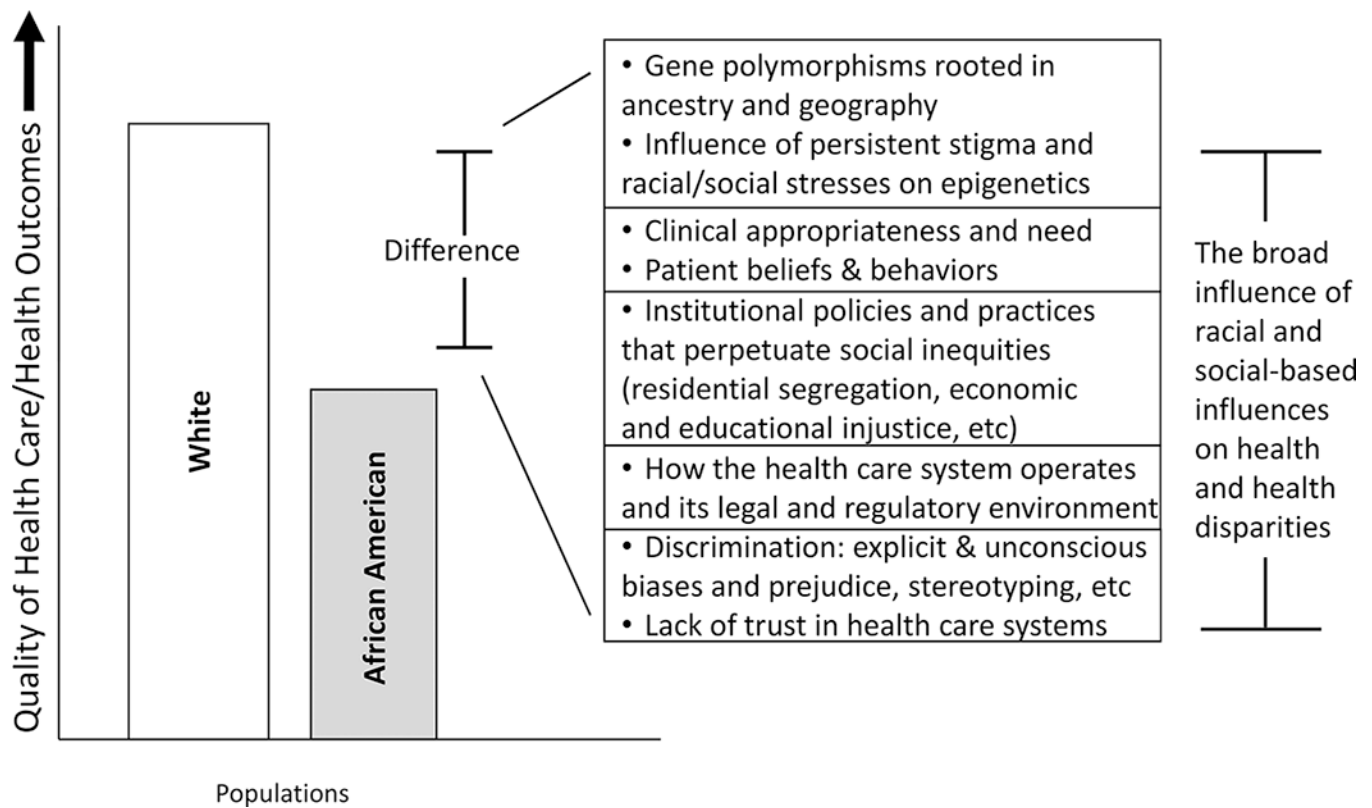 Quality of Health Care/Health Outcomes
White
African American
Populations
Difference
• Gene polymorphisms rooted in
ancestry and geography
• Influence of persistent stigma and
racial/social stresses on epigenetics
• Clinical appropriateness and need
• Patient beliefs & behaviors
• Institutional policies and practices
that perpetuate social inequities
(residential segregation, economic
and educational injustice, etc)
• How the health care system operates
and its legal and regulatory environment
• Discrimination: explicit & unconscious
biases and prejudice, stereotyping, etc
• Lack of trust in health care systems
The broad
influence of
racial and
social-based
influences
on health
and health
disparities